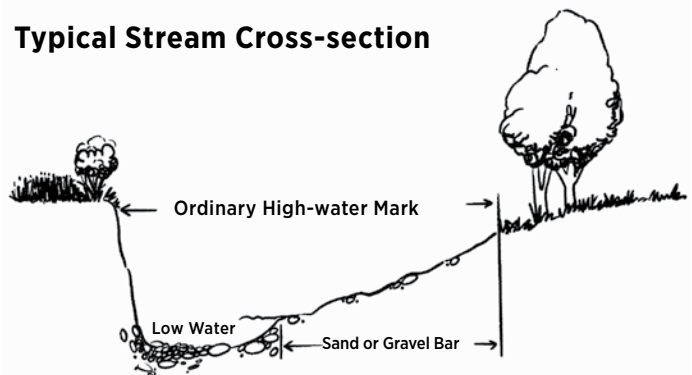 Typical Stream Cross-section
Ordinary High-water Mark
Low Water
Sand or Gravel Bar